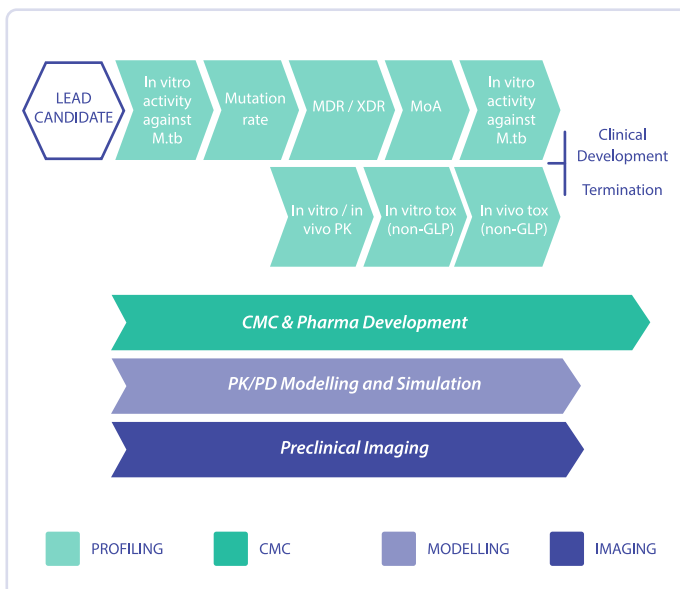 LEAD
CANDIDATE
In vitro
activity
against
M.tb
Mutation
rate
MDR / XDR
MoA
In vitro
activity
against
M.tb
Clinical
Development
Termination
In vitro / in
vivo PK
In vitro tox
(non-GLP)
In vivo tox
(non-GLP)
CMC & Pharma Development
PK/PD Modelling and Simulation
Preclinical Imaging
PROFILING
CMC
MODELLING
IMAGING